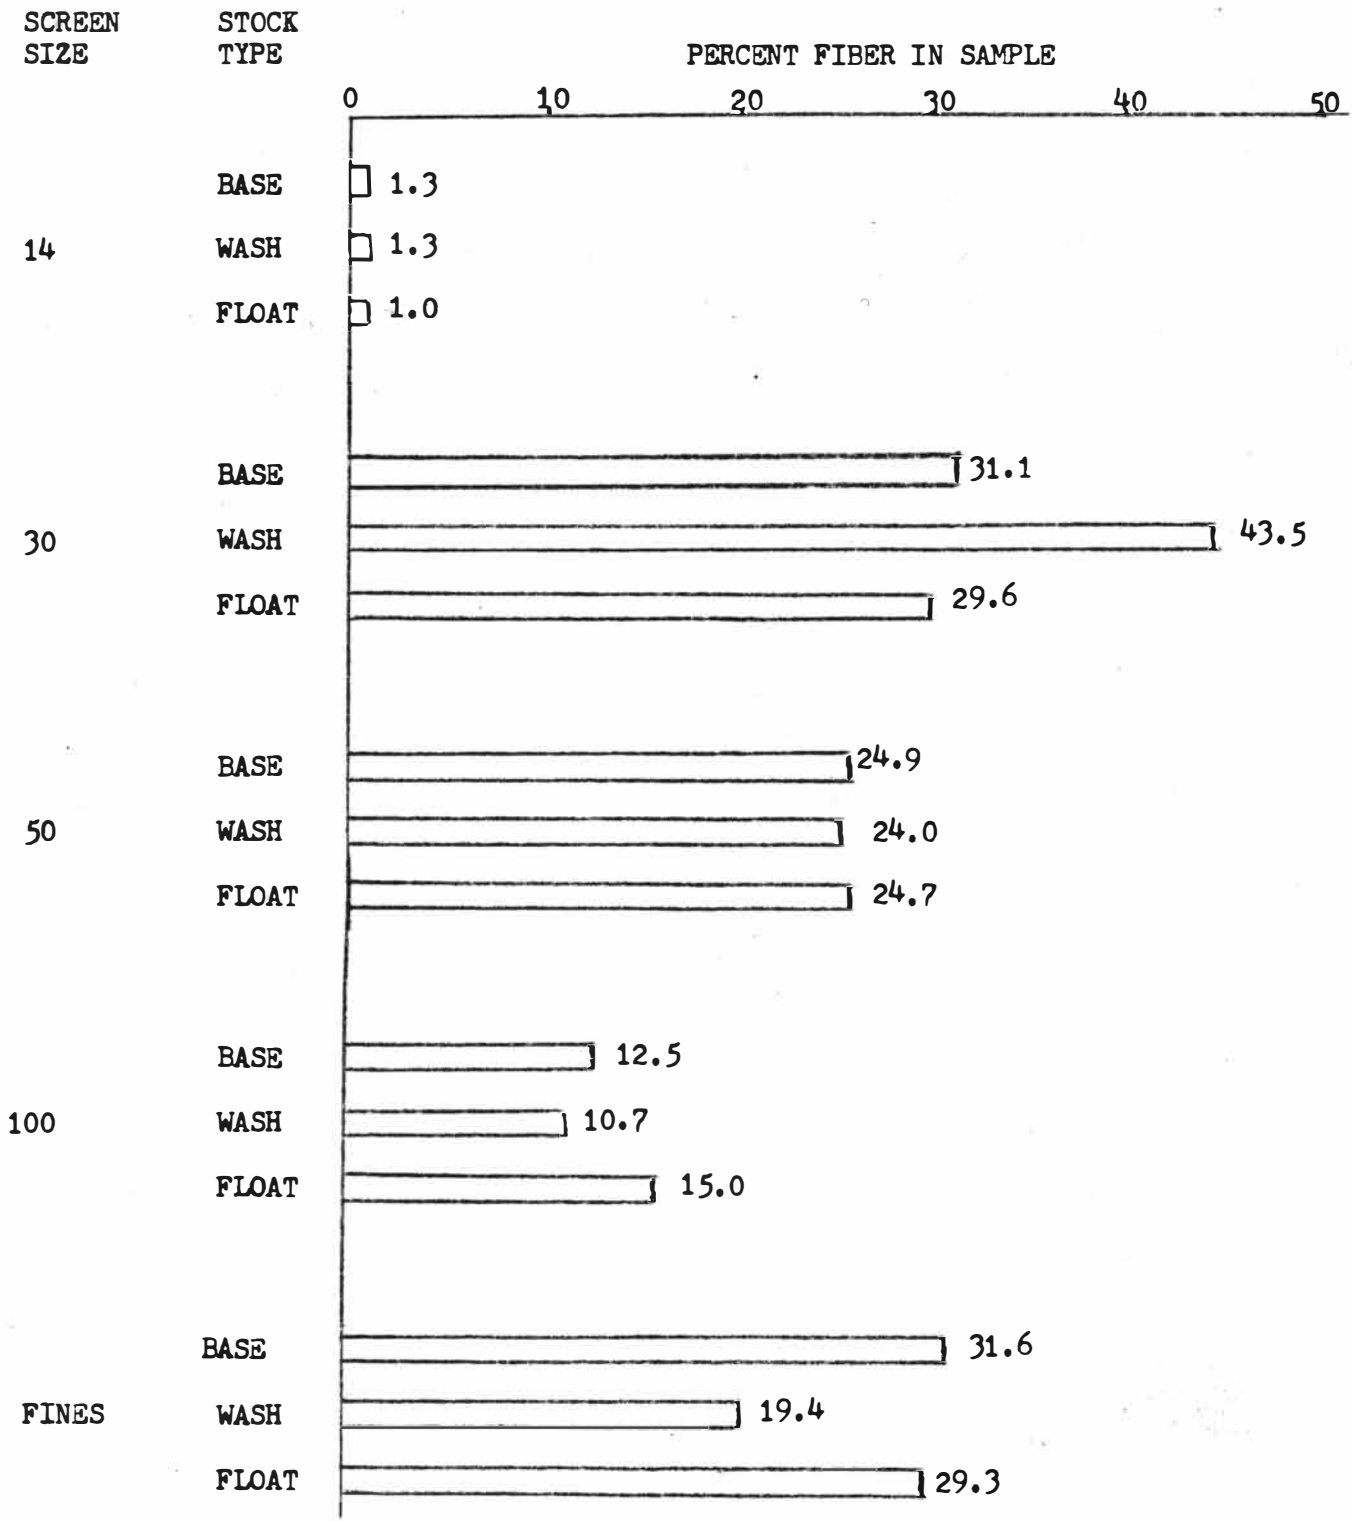 SCREEN STOCK
SIZE TYPE PERCENT FIBER IN SAMPLE
0 10 20 30 40 50
BASE 1.3
14 WASH 1.3
FLOAT 1.0
BASE 31.1
30 WASH 43.5
FLOAT 29.6
BASE 24.9
50 WASH 24.0
FLOAT 24.7
BASE 12.5
100 WASH 10.7
FLOAT 15.0
BASE 31.6
FINES WASH 19.4
FLOAT 29.3